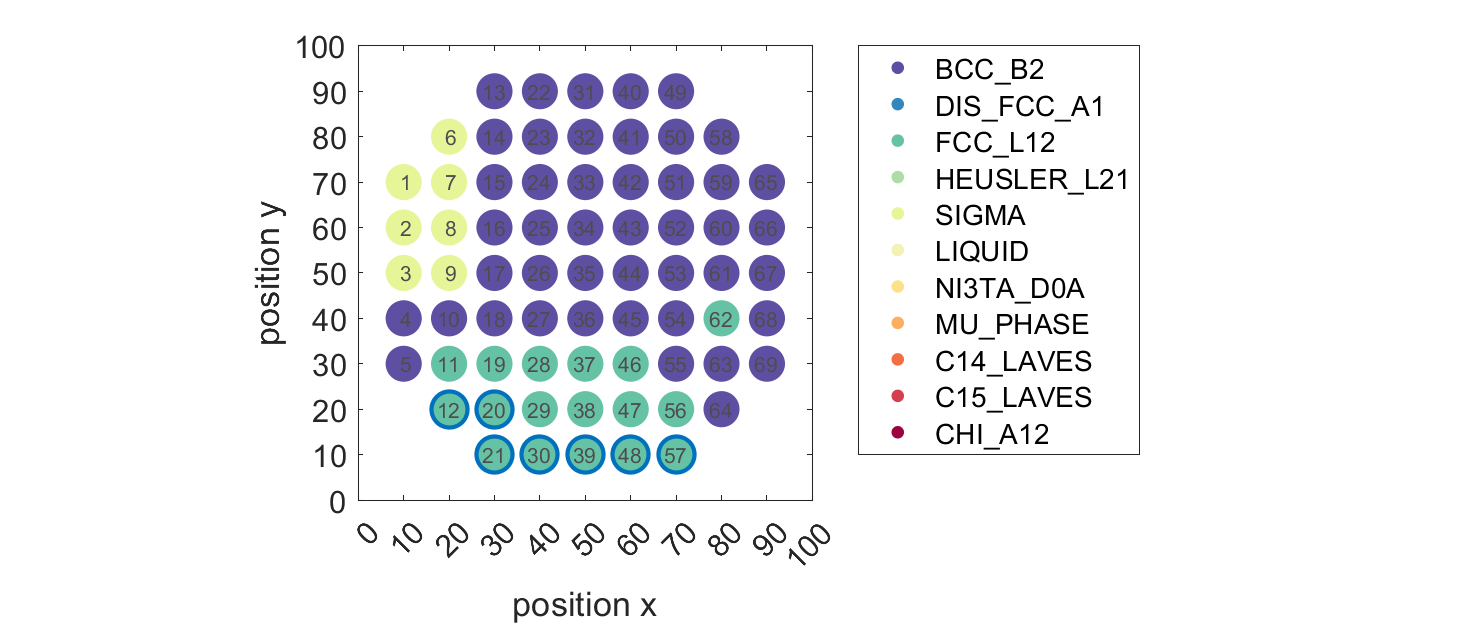 100
90
80
70
60
50
40
30
20
10
0
position y
13 22 31 40 49
6 14 23 32 41 50 58
1 7 15 24 33 42 51 59 65
2 8 16 25 34 43 52 60 66
3 9 17 26 35 44 53 61 67
4 10 18 27 36 45 54 62 68
5 11 19 28 37 46 55 63 69
12 20 29 38 47 56 64
21 30 39 48 57
0 10 20 30 40 50 60 70 80 90 100
position x
BCC_B2
DIS_FCC_A1
FCC_L12
HEUSLER_L21
SIGMA
LIQUID
NI3TA_D0A
MU_PHASE
C14_LAVES
C15_LAVES
CHI_A12